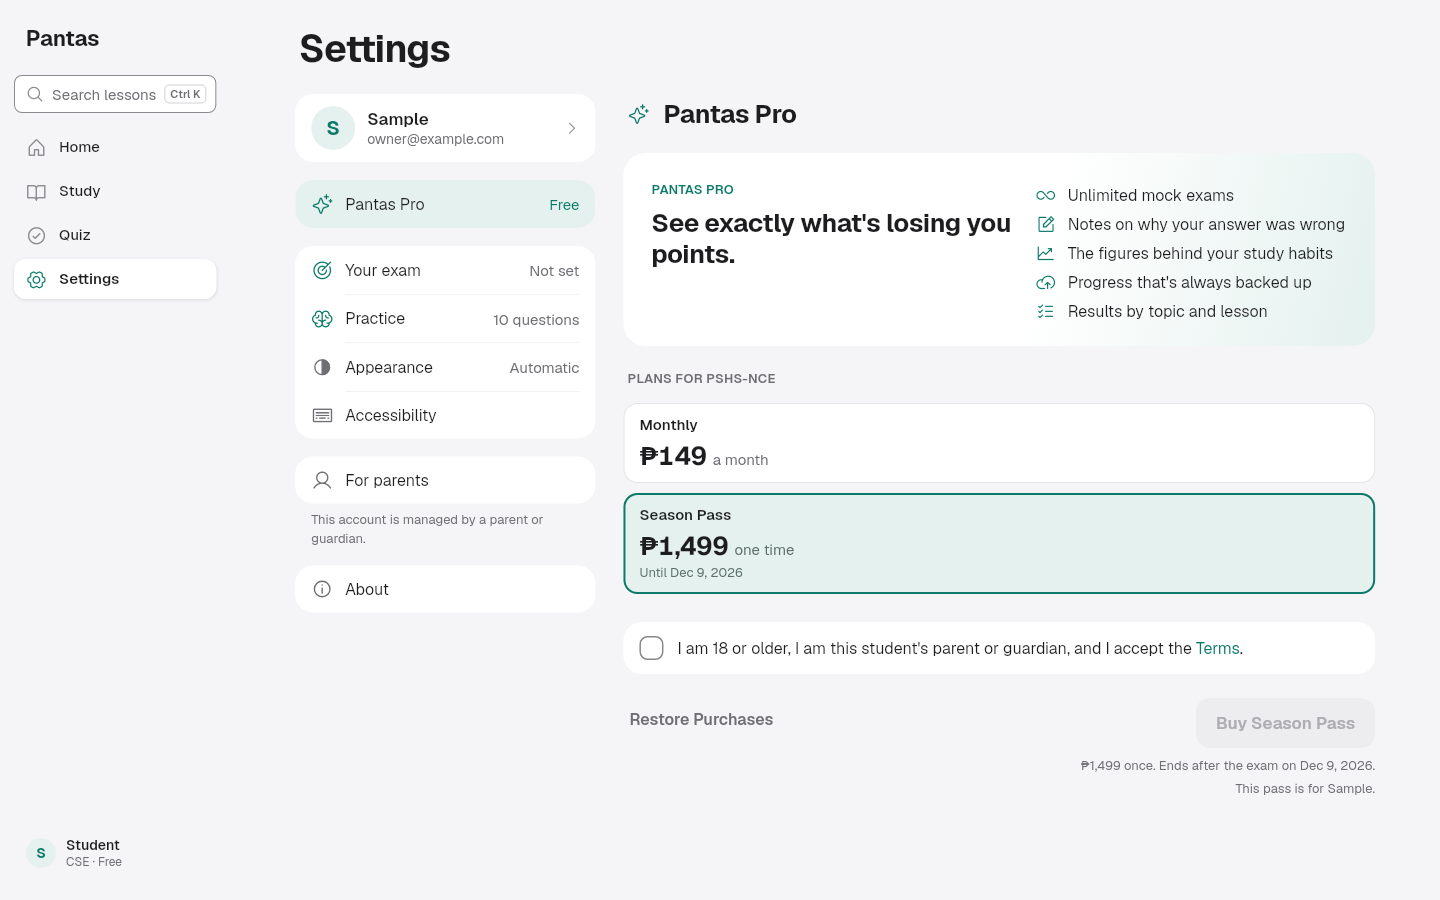 Pantas
Search lessons
Ctrl K
Home
Study
Quiz
Settings
Student
S
CSE · Free
Settings
S
Sample
owner@example.com
Pantas Pro
Free
Your exam
Not set
Practice
10 questions
Appearance
Automatic
Accessibility
For parents
This account is managed by a parent or
guardian.
About
Pantas Pro
PANTAS PRO
See exactly what's losing you
points.
Unlimited mock exams
Notes on why your answer was wrong
The figures behind your study habits
Progress that's always backed up
Results by topic and lesson
PLANS FOR PSHS-NCE
Monthly
₱149 a month
Season Pass
₱1,499 one time
Until Dec 9, 2026
I am 18 or older, I am this student's parent or guardian, and I accept the Terms.
Restore Purchases
Buy Season Pass
₱1,499 once. Ends after the exam on Dec 9, 2026.
This pass is for Sample.